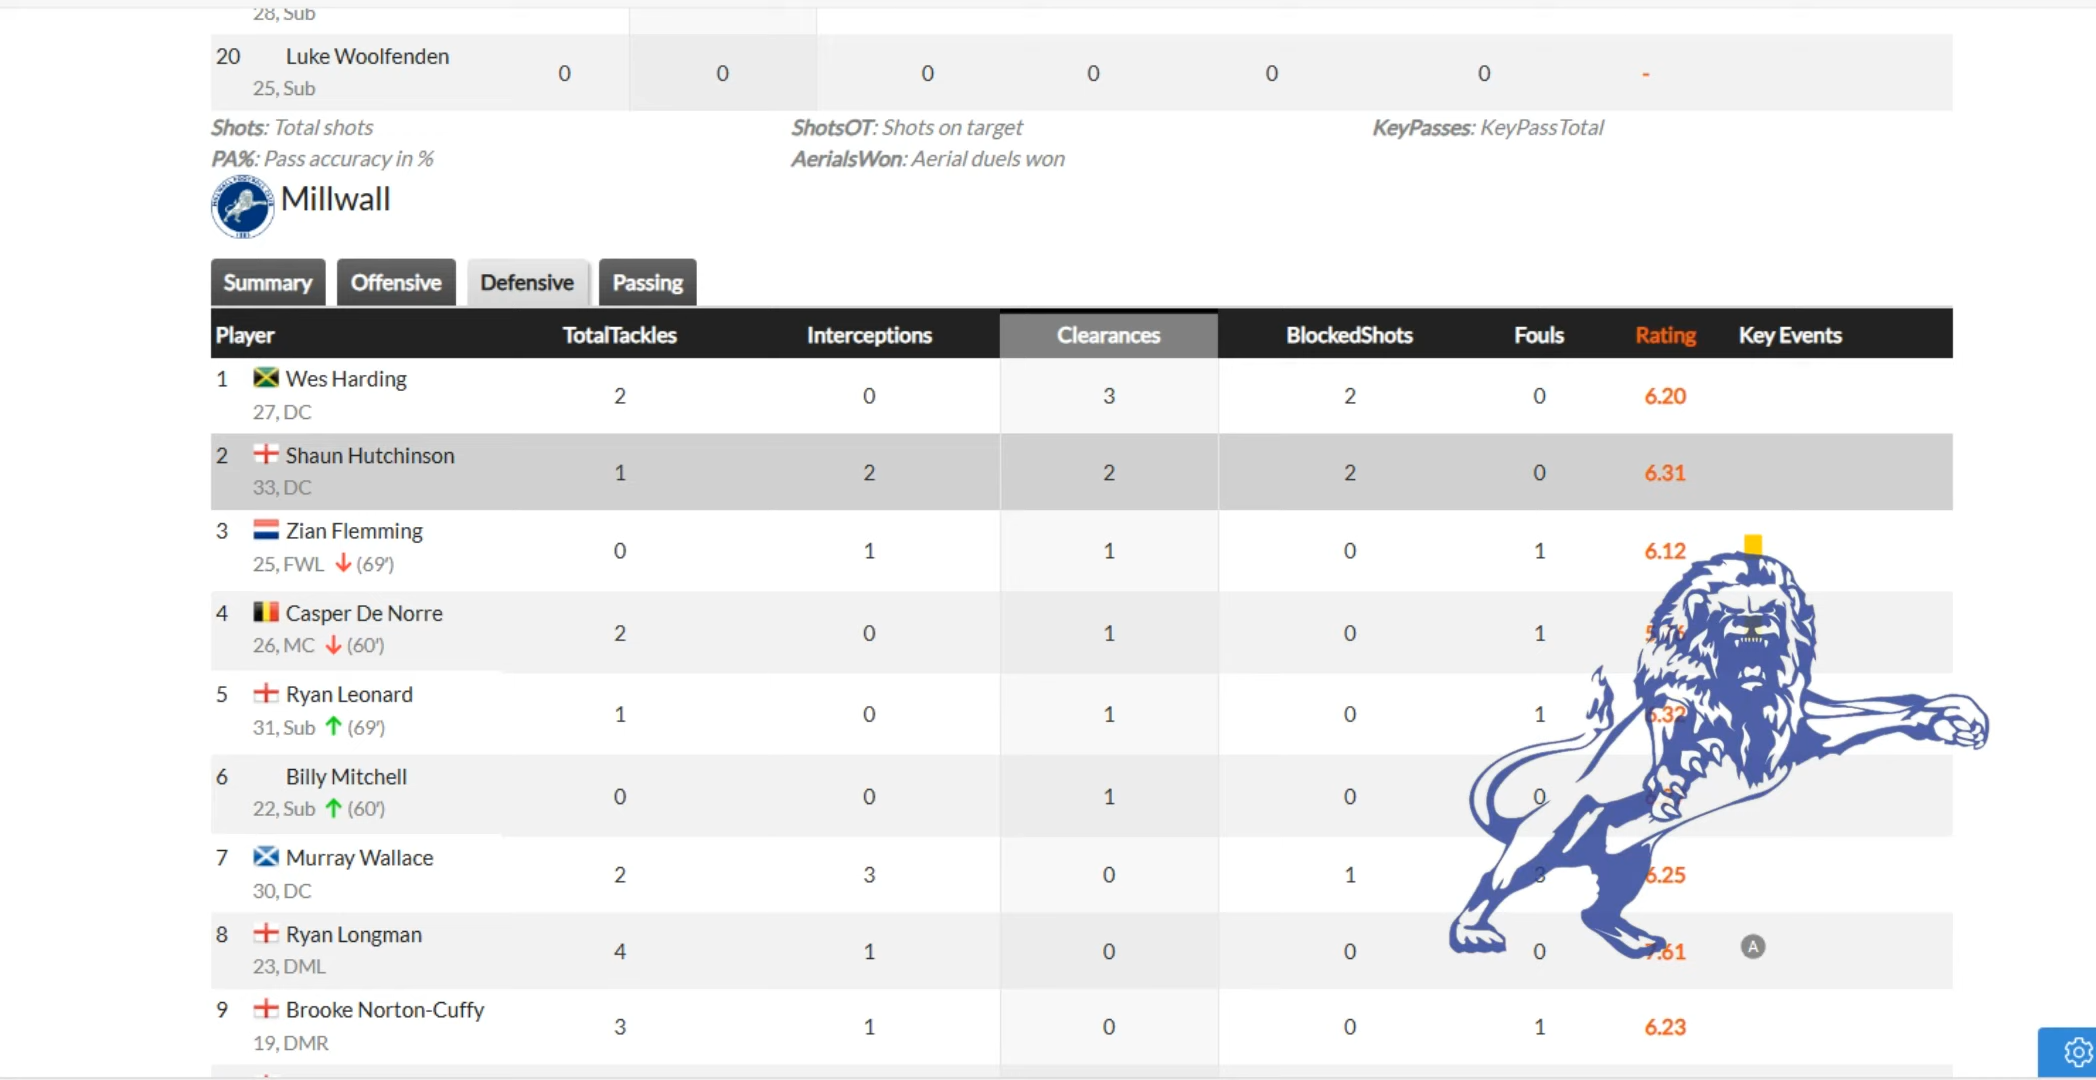 28, Sub
20 Luke Woolfenden 0 0 0 0 0 0 -
25, Sub
Shots: Total shots ShotsOT: Shots on target KeyPasses: KeyPassTotal
PA%: Pass accuracy in % AerialsWon: Aerial duels won
Millwall
Summary Offensive Defensive Passing
Player TotalTackles Interceptions Clearances BlockedShots Fouls Rating Key Events
1 Wes Harding 2 0 3 2 0 6.20
27, DC
2 Shaun Hutchinson 1 2 2 2 0 6.31
33, DC
3 Zian Flemming 0 1 1 0 1 6.12
25, FWL (69')
4 Casper De Norre 2 0 1 0 1
26, MC (60')
5 Ryan Leonard 1 0 1 0 1 6.32
31, Sub (69')
6 Billy Mitchell 0 0 1 0 0
22, Sub (60')
7 Murray Wallace 2 3 0 1 3 6.25
30, DC
8 Ryan Longman 4 1 0 0 0 7.61 A
23, DML
9 Brooke Norton-Cuffy 3 1 0 0 1 6.23
19, DMR